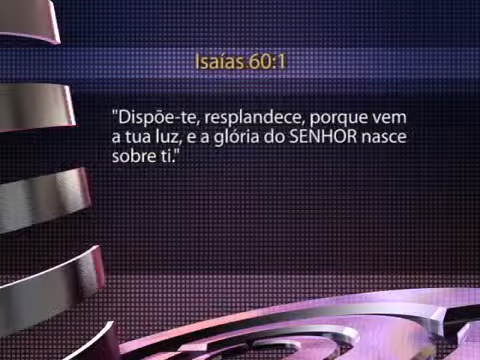 Isaías 60:1
"Dispõe-te, resplandece, porque vem
a tua luz, e a glória do SENHOR nasce
sobre ti."